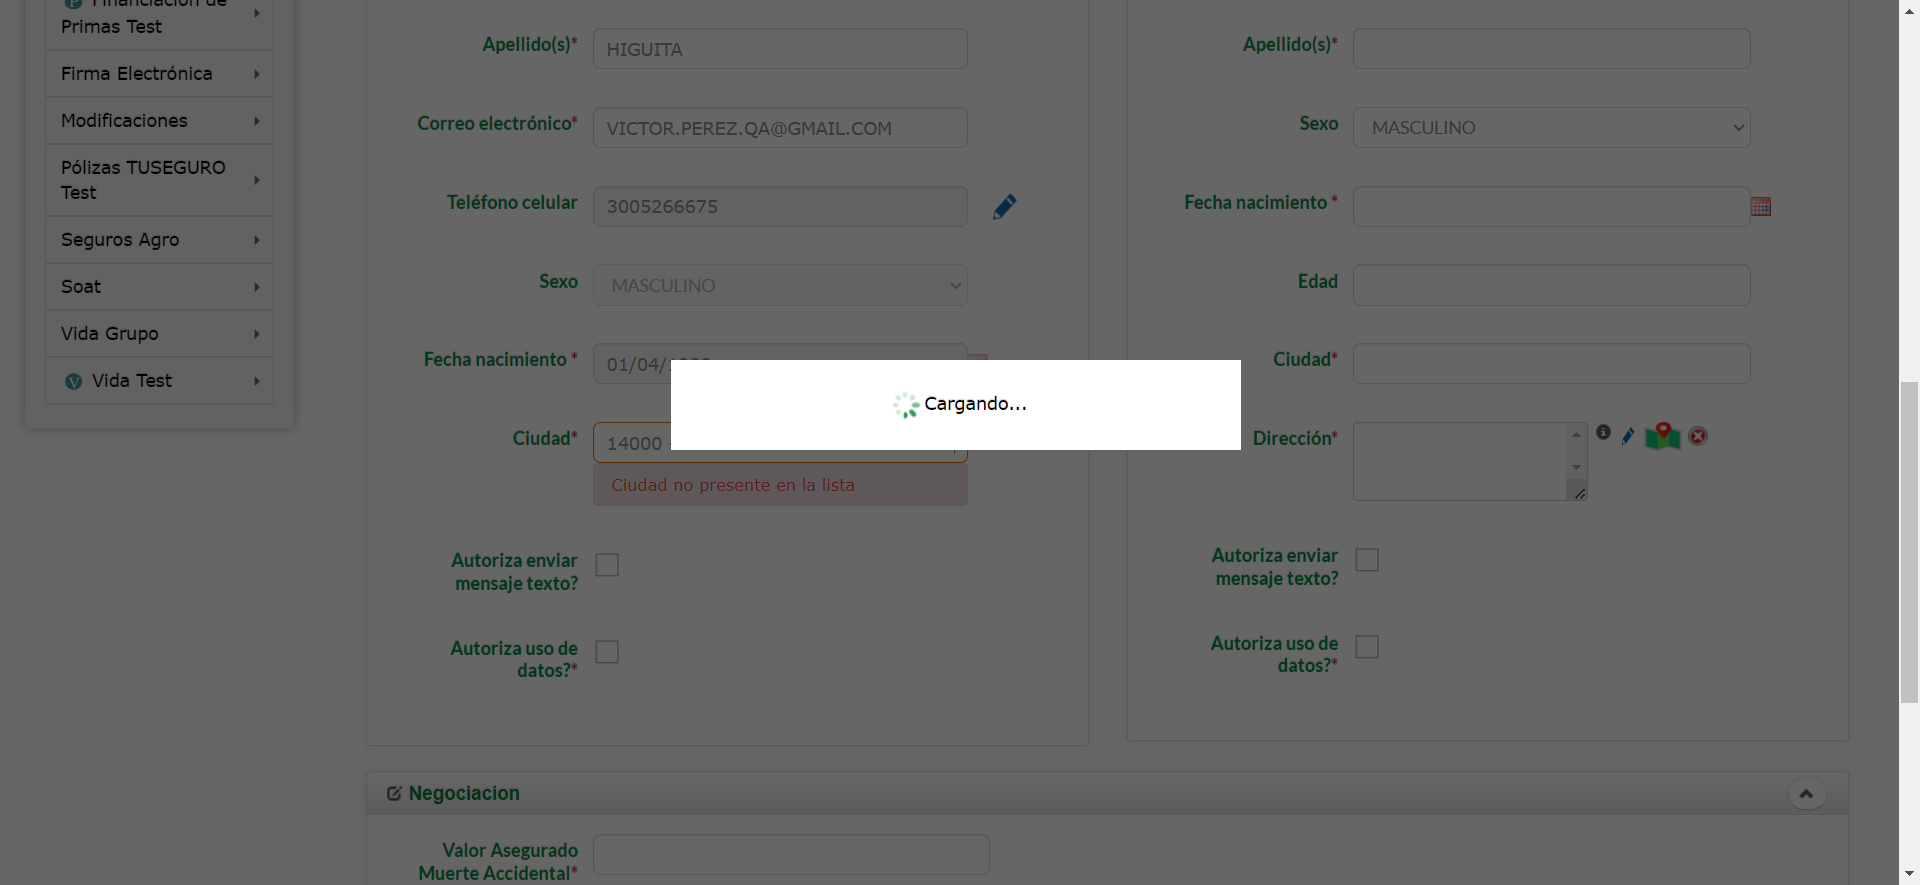 Financiación de
Primas Test
Firma Electrónica
Modificaciones
Pólizas TUSEGURO
Test
Seguros Agro
Soat
Vida Grupo
V Vida Test
Apellido(s)*
HIGUITA
Correo electrónico*
VICTOR.PEREZ.QA@GMAIL.COM
Teléfono celular
3005266675
Sexo
MASCULINO
Fecha nacimiento *
01/04/
Ciudad*
14000
Ciudad no presente en la lista
Autoriza enviar
mensaje texto?
Autoriza uso de
datos?*
Cargando...
Apellido(s)*
Sexo
MASCULINO
Fecha nacimiento *
Edad
Ciudad*
Dirección*
Autoriza enviar
mensaje texto?
Autoriza uso de
datos?*
Negociacion
Valor Asegurado
Muerte Accidental*